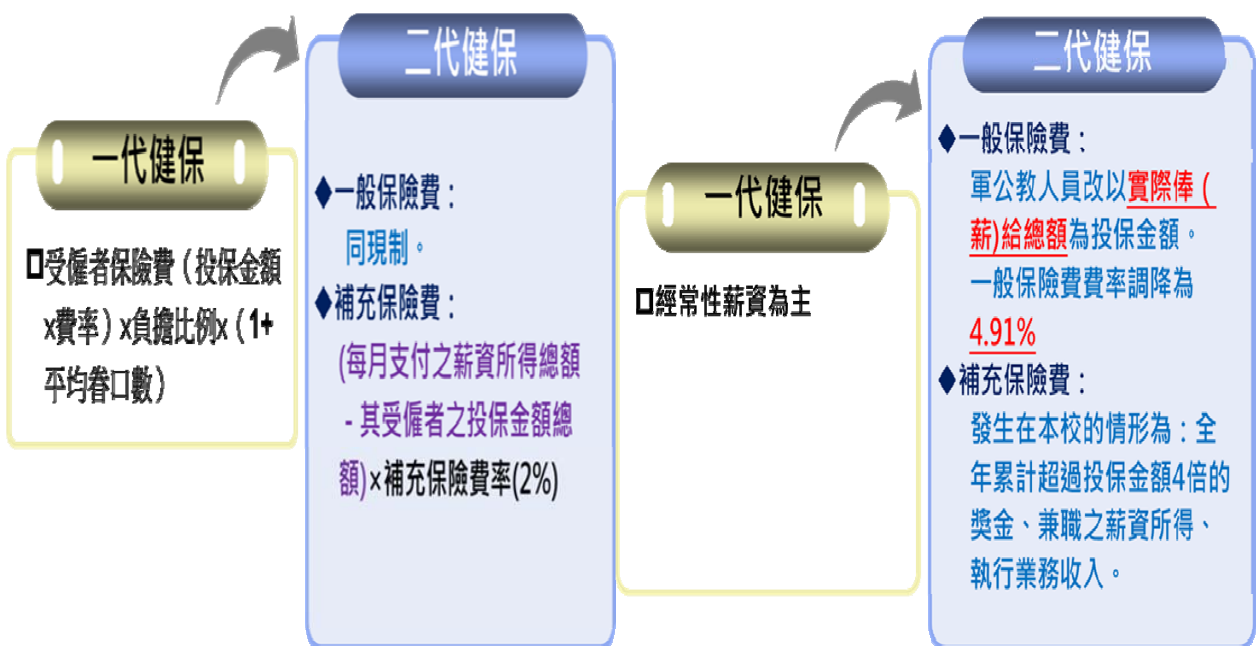 一代健保
□受僱者保險費（投保金額
x費率）x負擔比例x（1+
平均眷口數）
二代健保
◆一般保險費：
同現制。
◆補充保險費：
(每月支付之薪資所得總額
- 其受僱者之投保金額總
額)×補充保險費率(2%)
一代健保
□經常性薪資為主
二代健保
◆一般保險費：
軍公教人員改以實際俸 (
薪)給總額為投保金額。
一般保險費費率調降為
4.91%
◆補充保險費：
發生在本校的情形為：全
年累計超過投保金額4倍的
獎金、兼職之薪資所得、
執行業務收入。